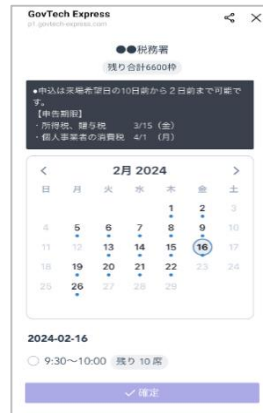 GovTech Express
p1.govtech-express.com
●●税務署
残り合計6600枠
●申込は来場希望日の10日前から2日前まで可能で
す。
【申告期限】
・所得税、贈与税 3/15（金）
・個人事業者の消費税 4/1 （月）
< 2月 2024 >
日 月 火 水 木 金 土
1 2 3
4 5 6 7 8 9 10
11 12 13 14 15 16 17
18 19 20 21 22 23 24
25 26 27 28 29
2024-02-16
9:30〜10:00 残り 10 席
✓ 確定